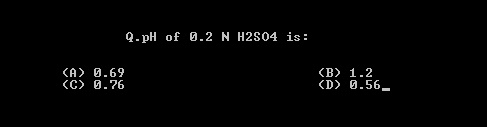 Q.pH of 0.2 N H2SO4 is:
(A) 0.69 (B) 1.2
(C) 0.76 (D) 0.56_